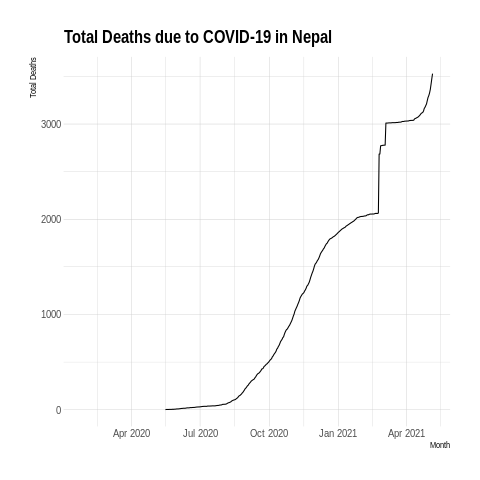 Total Deaths due to COVID-19 in Nepal
Total Deaths
3000
2000
1000
0
Apr 2020 Jul 2020 Oct 2020 Jan 2021 Apr 2021
Month